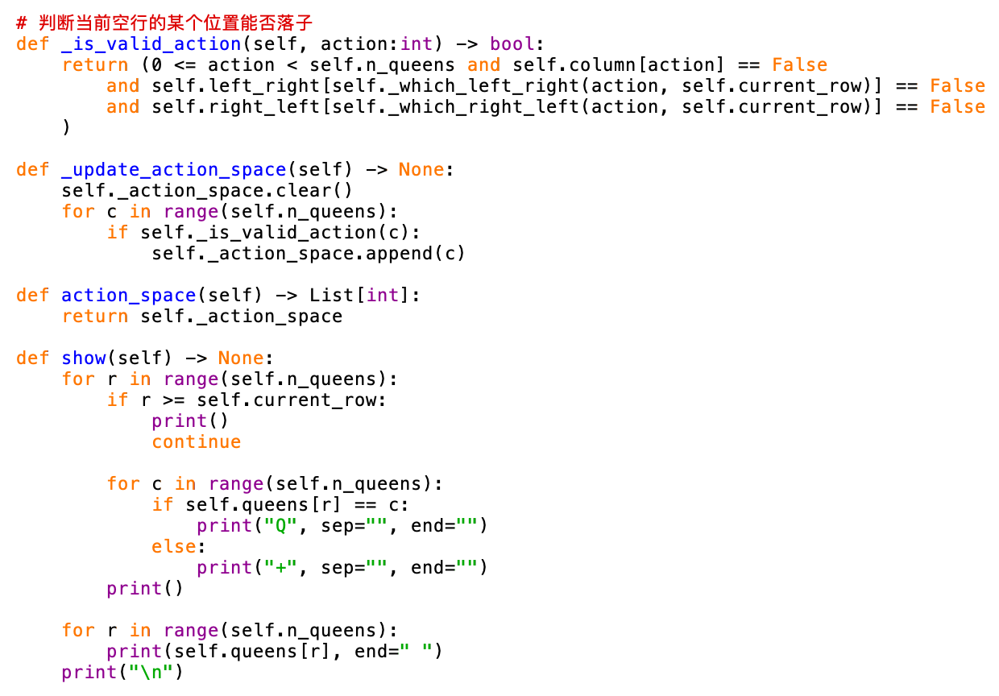 # 判断当前空行的某个位置能否落子
def _is_valid_action(self, action:int) -> bool:
    return (0 <= action < self.n_queens and self.column[action] == False
        and self.left_right[self._which_left_right(action, self.current_row)] == False
        and self.right_left[self._which_right_left(action, self.current_row)] == False
    )

def _update_action_space(self) -> None:
    self._action_space.clear()
    for c in range(self.n_queens):
        if self._is_valid_action(c):
            self._action_space.append(c)

def action_space(self) -> List[int]:
    return self._action_space

def show(self) -> None:
    for r in range(self.n_queens):
        if r >= self.current_row:
            print()
            continue

        for c in range(self.n_queens):
            if self.queens[r] == c:
                print("Q", sep="", end="")
            else:
                print("+", sep="", end="")
        print()

    for r in range(self.n_queens):
        print(self.queens[r], end=" ")
    print("\n")